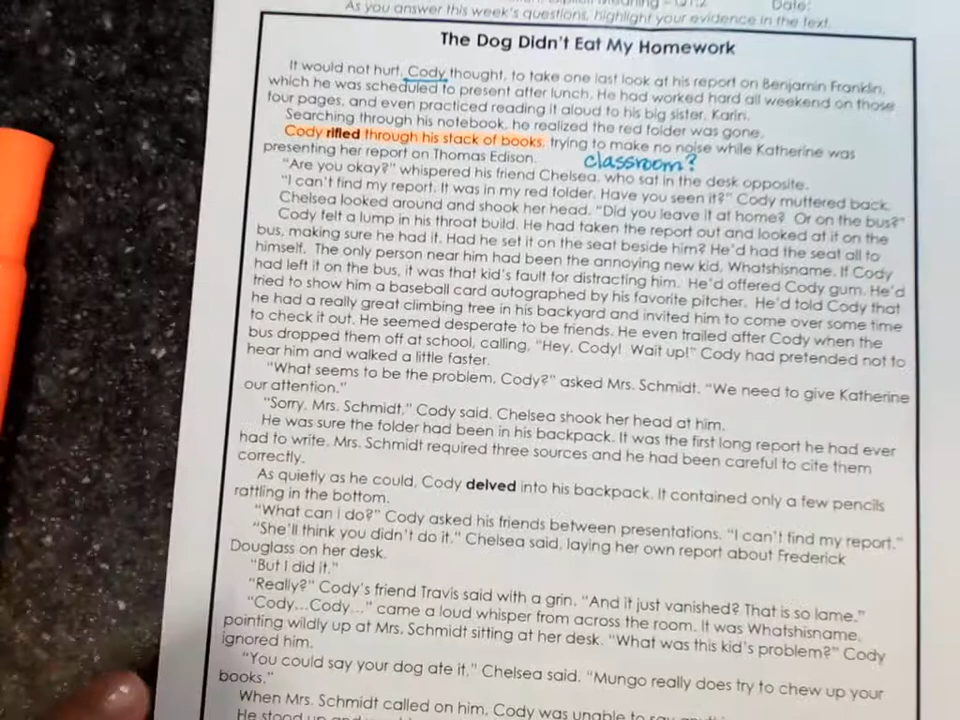 Date:
As you answer this week's questions, highlight your evidence in the text.
The Dog Didn't Eat My Homework
It would not hurt, Cody thought, to take one last look at his report on Benjamin Franklin,
which he was scheduled to present after lunch. He had worked hard all weekend on those
four pages, and even practiced reading it aloud to his big sister, Karin.
Searching through his notebook, he realized the red folder was gone.
Cody rifled through his stack of books, trying to make no noise while Katherine was
presenting her report on Thomas Edison.
classroom?
"Are you okay?" whispered his friend Chelsea, who sat in the desk opposite.
"I can't find my report. It was in my red folder. Have you seen it?" Cody muttered back.
Chelsea looked around and shook her head. "Did you leave it at home? Or on the bus?"
Cody felt a lump in his throat build. He had taken the report out and looked at it on the
bus, making sure he had it. Had he set it on the seat beside him? He'd had the seat all to
himself. The only person near him had been the annoying new kid, Whatshisname. If Cody
had left it on the bus, it was that kid's fault for distracting him. He'd offered Cody gum. He'd
tried to show him a baseball card autographed by his favorite pitcher. He'd told Cody that
he had a really great climbing tree in his backyard and invited him to come over some time
to check it out. He seemed desperate to be friends. He even trailed after Cody when the
bus dropped them off at school, calling, "Hey, Cody! Wait up!" Cody had pretended not to
hear him and walked a little faster.
"What seems to be the problem, Cody?" asked Mrs. Schmidt. "We need to give Katherine
our attention."
"Sorry, Mrs. Schmidt," Cody said. Chelsea shook her head at him.
He was sure the folder had been in his backpack. It was the first long report he had ever
had to write. Mrs. Schmidt required three sources and he had been careful to cite them
correctly.
As quietly as he could, Cody delved into his backpack. It contained only a few pencils
rattling in the bottom.
"What can I do?" Cody asked his friends between presentations. "I can't find my report."
"She'll think you didn't do it," Chelsea said, laying her own report about Frederick
Douglass on her desk.
"But I did it."
"Really?" Cody's friend Travis said with a grin. "And it just vanished? That is so lame."
"Cody...Cody..." came a loud whisper from across the room. It was Whatshisname,
pointing wildly up at Mrs. Schmidt sitting at her desk. "What was this kid's problem?" Cody
ignored him.
"You could say your dog ate it," Chelsea said. "Mungo really does try to chew up your
books."
When Mrs. Schmidt called on him, Cody was unable to say
He stood up and